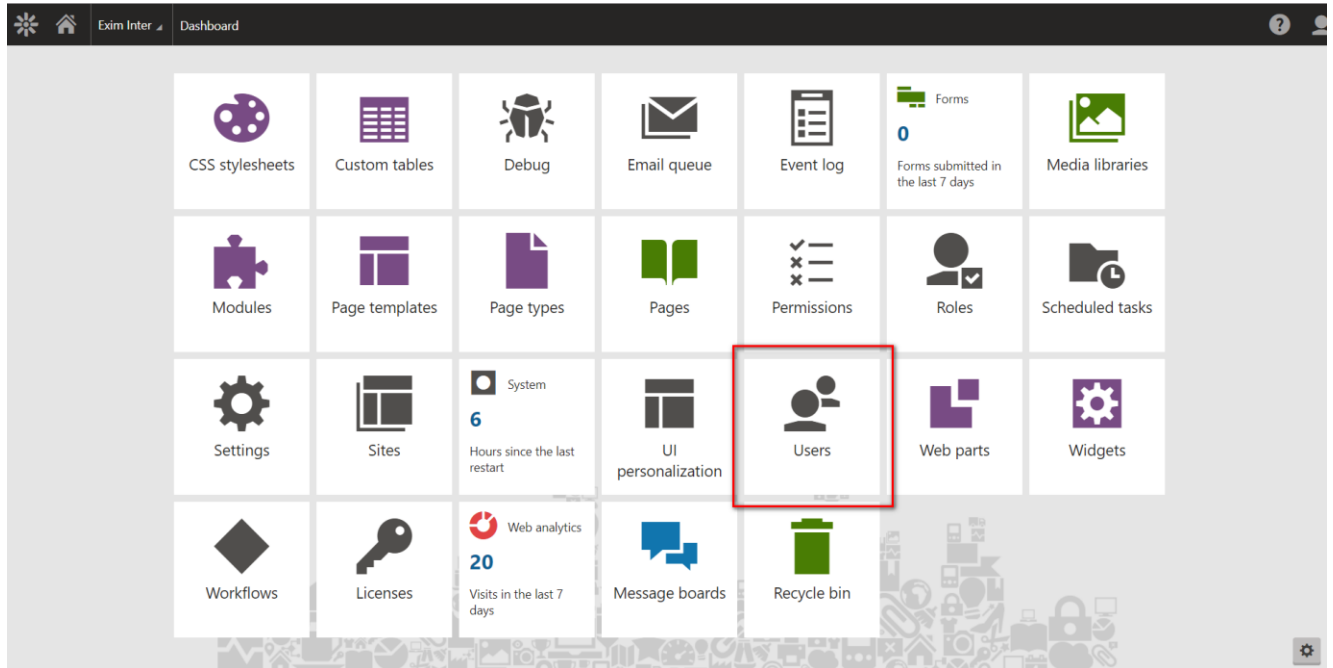 Exim Inter
Dashboard
?
CSS stylesheets
Custom tables
Debug
Email queue
Event log
Forms
0
Forms submitted in
the last 7 days
Media libraries
Modules
Page templates
Page types
Pages
Permissions
Roles
Scheduled tasks
Settings
Sites
System
6
Hours since the last
restart
UI
personalization
Users
Web parts
Widgets
Workflows
Licenses
Web analytics
20
Visits in the last 7
days
Message boards
Recycle bin